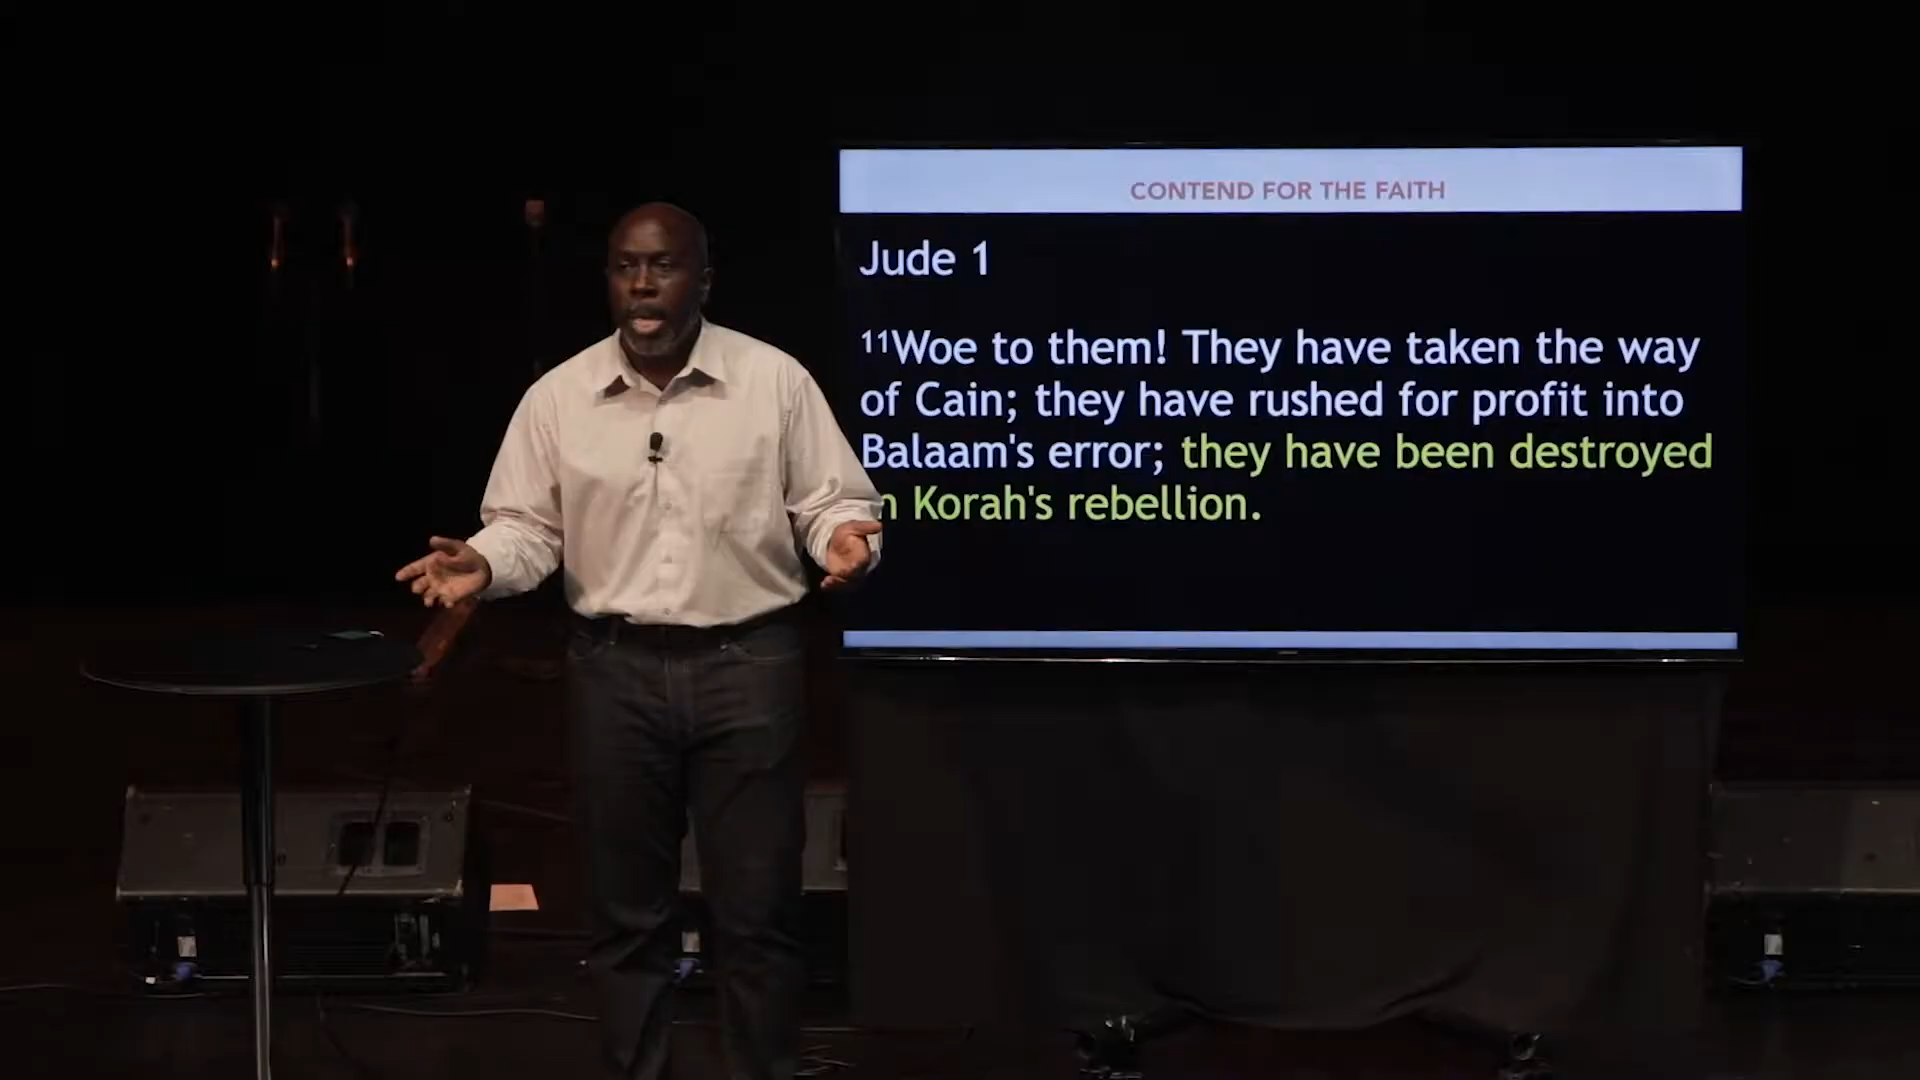 CONTEND FOR THE FAITH
Jude 1
¹¹Woe to them! They have taken the way
of Cain; they have rushed for profit into
Balaam's error; they have been destroyed
Korah's rebellion.